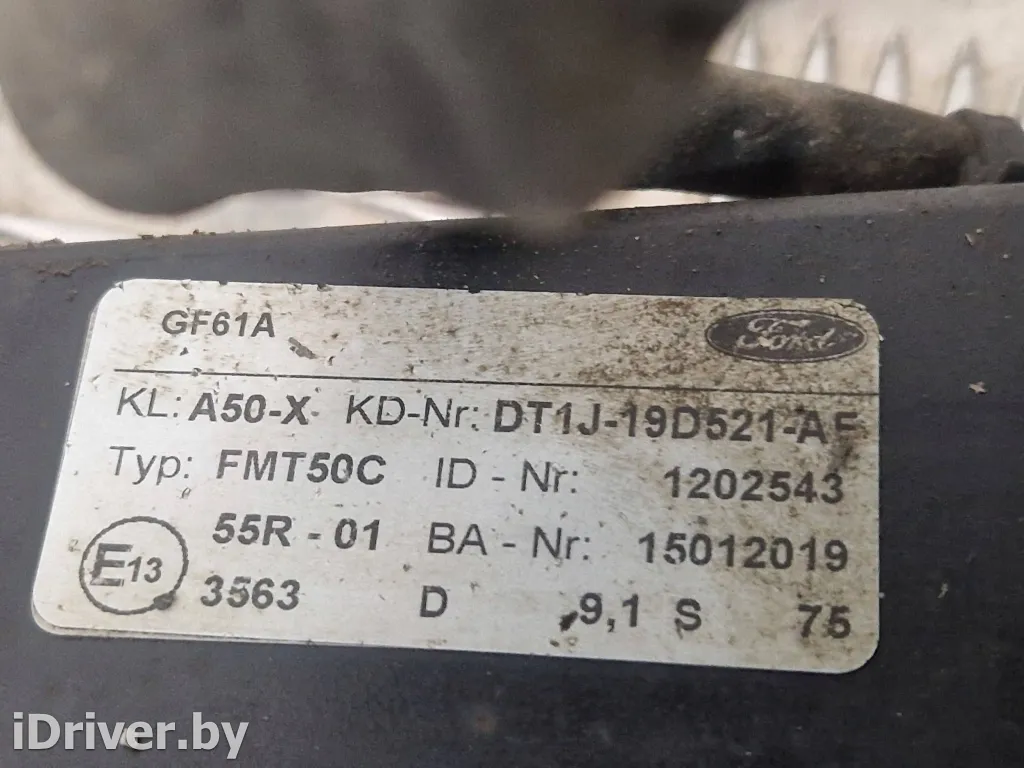 GF61A Ford
KL: A50-X KD-Nr: DT1J-19D521-AF
Typ: FMT50C ID - Nr: 1202543
55R - 01 BA - Nr: 15012019
E13 3563 D 9,1 S 75
iDriver.by